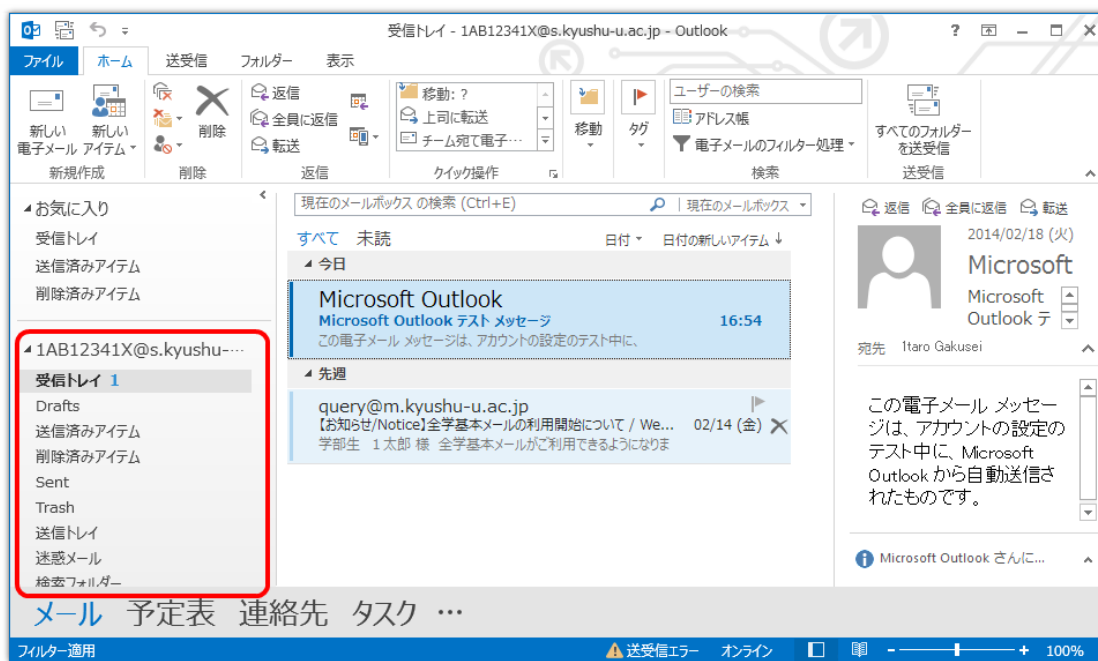 受信トレイ - 1AB12341X@s.kyushu-u.ac.jp - Outlook
ファイル ホーム 送受信 フォルダー 表示
新しい
電子メール
新しい
アイテム
新規作成
削除
削除
返信
全員に返信
転送
返信
移動: ?
上司に転送
チーム宛て電子…
クイック操作
移動
タグ
ユーザーの検索
アドレス帳
電子メールのフィルター処理
検索
すべてのフォルダー
を送受信
送受信
お気に入り
受信トレイ
送信済みアイテム
削除済みアイテム
1AB12341X@s.kyushu-…
受信トレイ 1
Drafts
送信済みアイテム
削除済みアイテム
Sent
Trash
送信トレイ
迷惑メール
検索フォルダー
現在のメールボックス の検索 (Ctrl+E) 現在のメールボックス
すべて 未読 日付 日付の新しいアイテム ↓
今日
Microsoft Outlook
Microsoft Outlook テスト メッセージ 16:54
この電子メール メッセージは、アカウントの設定のテスト中に、
先週
query@m.kyushu-u.ac.jp
【お知らせ/Notice】全学基本メールの利用開始について / We... 02/14 (金)
学部生 1太郎 様 全学基本メールがご利用できるようになりま
返信 全員に返信 転送
2014/02/18 (火)
Microsoft
Microsoft
Outlook テ
宛先 1taro Gakusei
この電子メール メッセー
ジは、アカウントの設定の
テスト中に、Microsoft
Outlook から自動送信さ
れたものです。
Microsoft Outlook さんに...
メール 予定表 連絡先 タスク …
フィルター適用 送受信エラー オンライン 100%